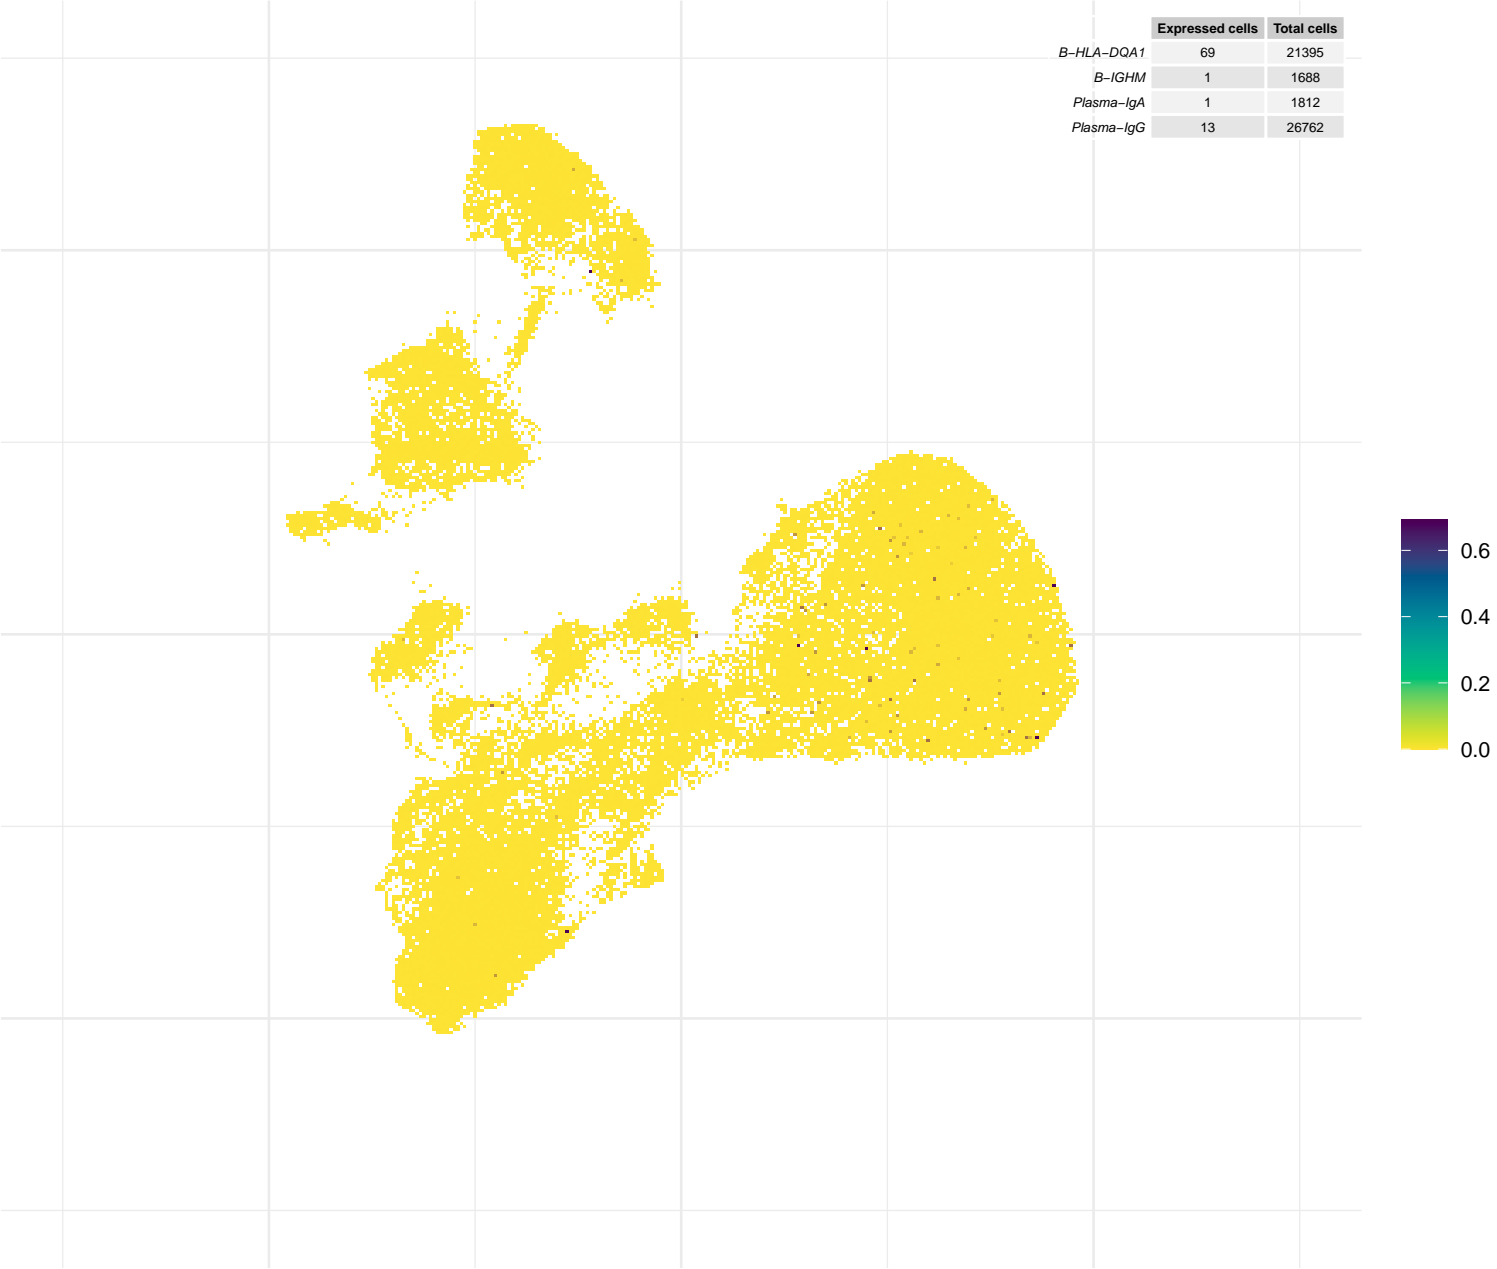 Expressed cells Total cells
B−HLA−DQA1 69 21395
B−IGHM 1 1688
Plasma−IgA 1 1812
Plasma−IgG 13 26762
0.6
0.4
0.2
0.0